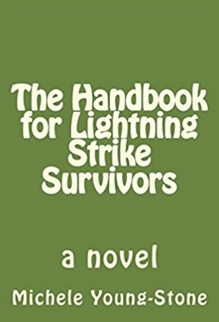 The Handbook
for Lightning
Strike
Survivors
a novel
Michele Young-Stone